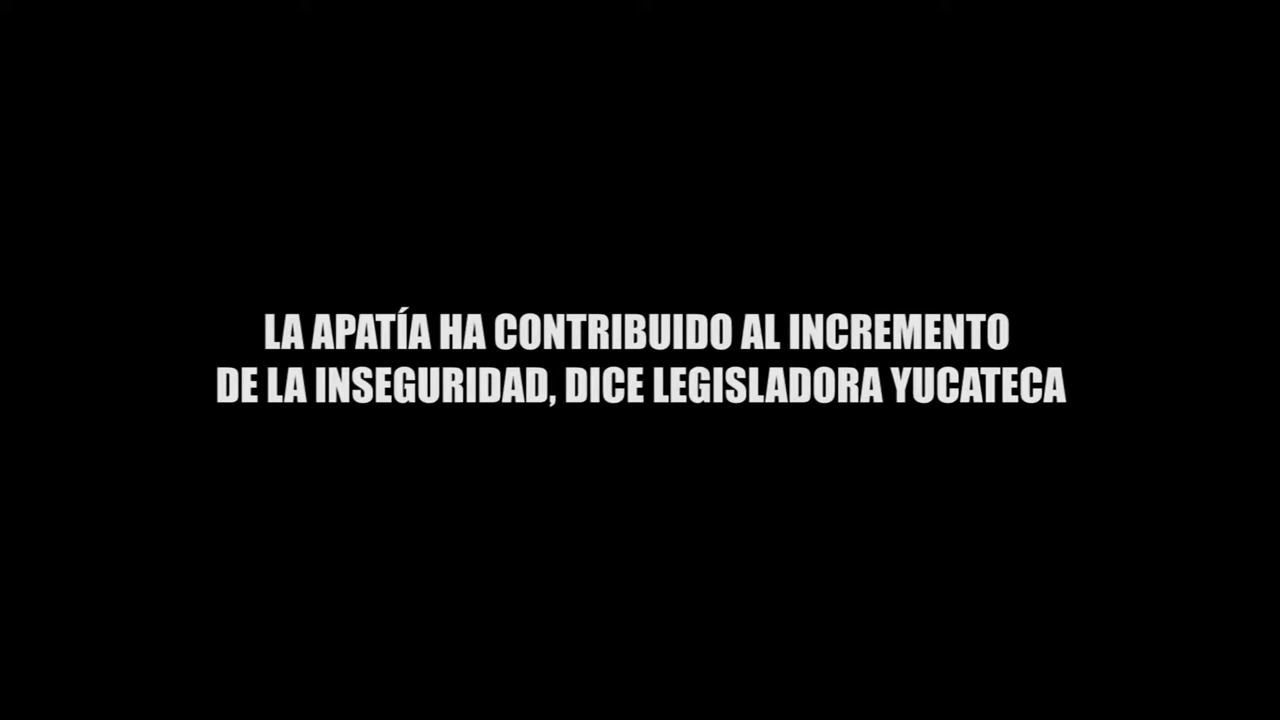 LA APATÍA HA CONTRIBUIDO AL INCREMENTO
DE LA INSEGURIDAD, DICE LEGISLADORA YUCATECA